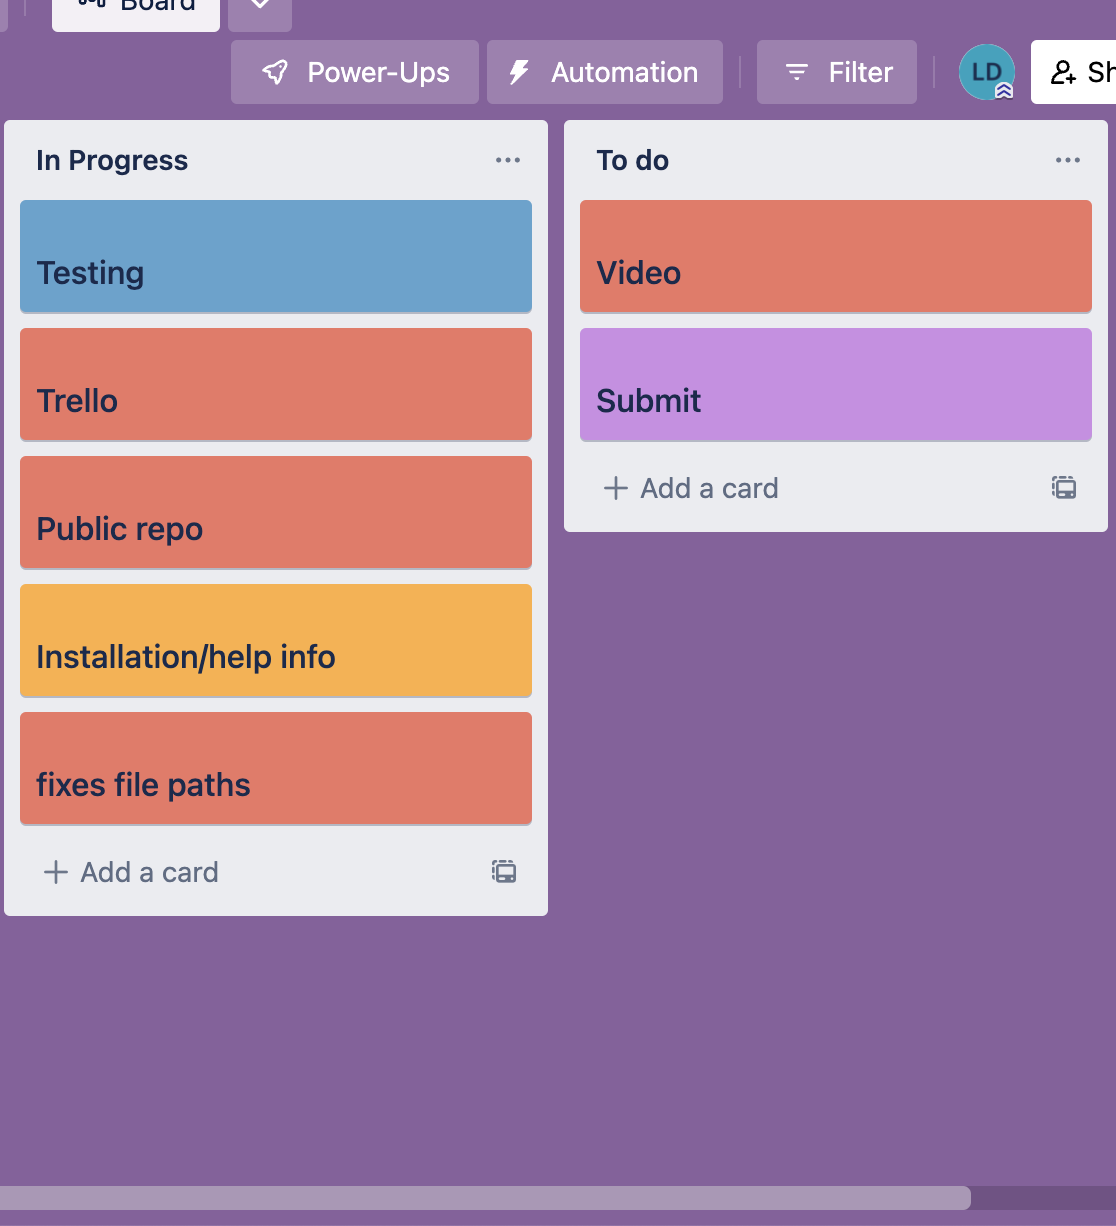 Board
Power-Ups
Automation
Filter
LD
In Progress
Testing
Trello
Public repo
Installation/help info
fixes file paths
Add a card
To do
Video
Submit
Add a card